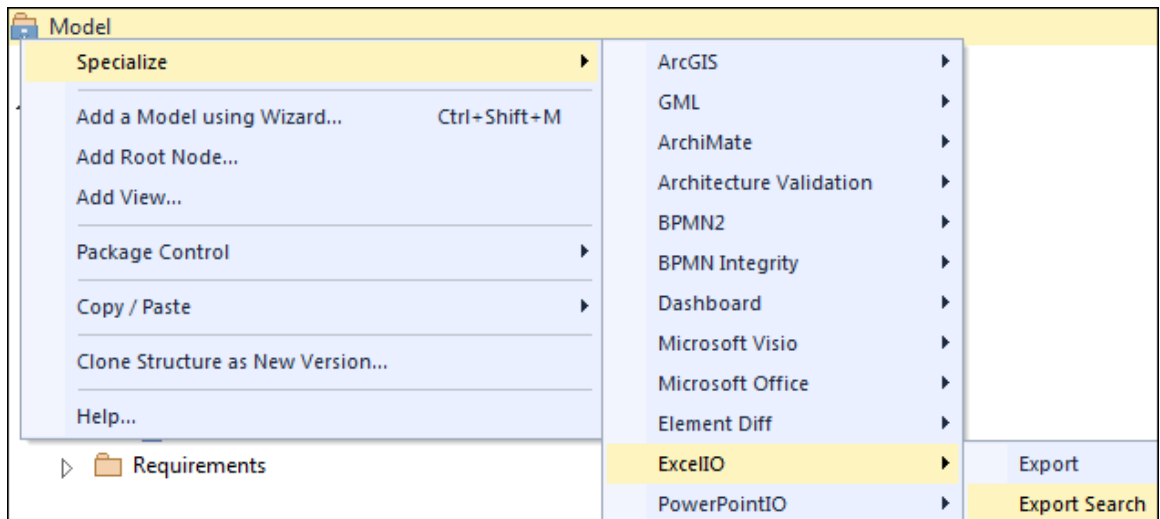 Model
Specialize
Add a Model using Wizard... Ctrl+Shift+M
Add Root Node...
Add View...
Package Control
Copy / Paste
Clone Structure as New Version...
Help...
Requirements
ArcGIS
GML
ArchiMate
Architecture Validation
BPMN2
BPMN Integrity
Dashboard
Microsoft Visio
Microsoft Office
Element Diff
ExcelIO
PowerPointIO
Export
Export Search